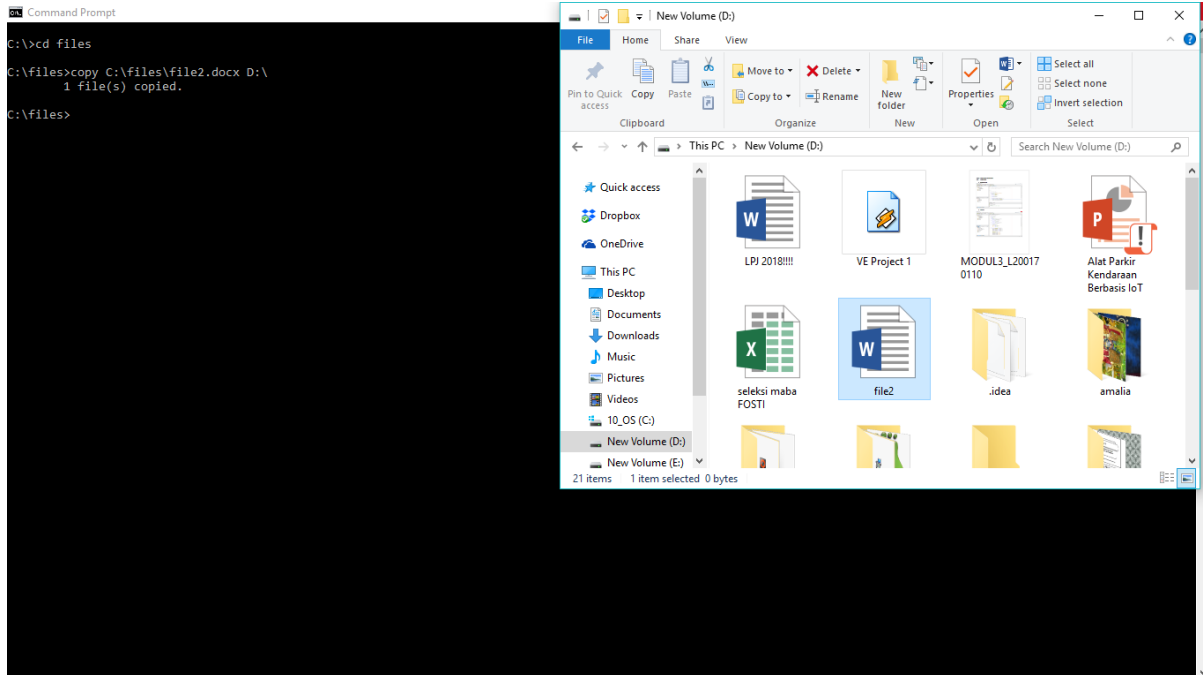 Command Prompt
C:\>cd files
C:\files>copy C:\files\file2.docx D:\
1 file(s) copied.
C:\files>
New Volume (D:)
File Home Share View
Pin to Quick access
Copy
Paste
Move to
Copy to
Delete
Rename
New folder
Properties
Select all
Select none
Invert selection
Clipboard Organize New Open Select
This PC > New Volume (D:)
Search New Volume (D:)
Quick access
Dropbox
OneDrive
This PC
Desktop
Documents
Downloads
Music
Pictures
Videos
10_OS (C:)
New Volume (D:)
New Volume (E:)
LPJ 2018!!!!
VE Project 1
MODUL3_L20017
0110
Alat Parkir
Kendaraan
Berbasis IoT
seleksi maba
FOSTI
file2
.idea
amalia
21 items 1 item selected 0 bytes